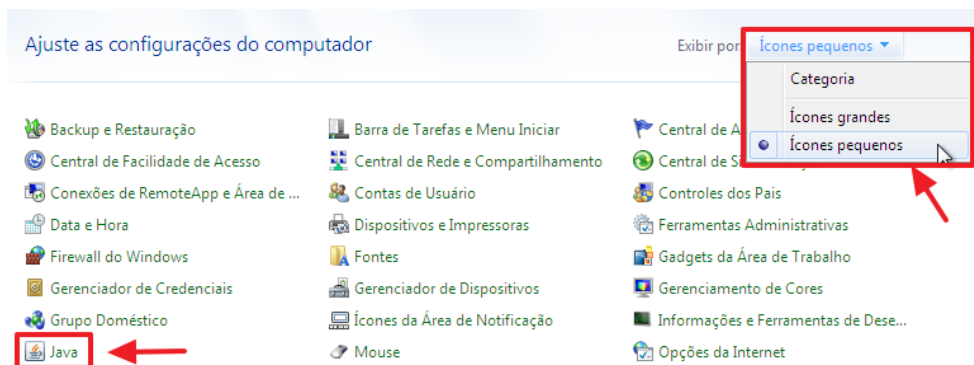 Ajuste as configurações do computador
Exibir por: Ícones pequenos
Categoria
Ícones grandes
Ícones pequenos
Backup e Restauração
Barra de Tarefas e Menu Iniciar
Central de
Central de Facilidade de Acesso
Central de Rede e Compartilhamento
Central de
Conexões de RemoteApp e Área de ...
Contas de Usuário
Controles dos Pais
Data e Hora
Dispositivos e Impressoras
Ferramentas Administrativas
Firewall do Windows
Fontes
Gadgets da Área de Trabalho
Gerenciador de Credenciais
Gerenciador de Dispositivos
Gerenciamento de Cores
Grupo Doméstico
Ícones da Área de Notificação
Informações e Ferramentas de Dese...
Java
Mouse
Opções da Internet